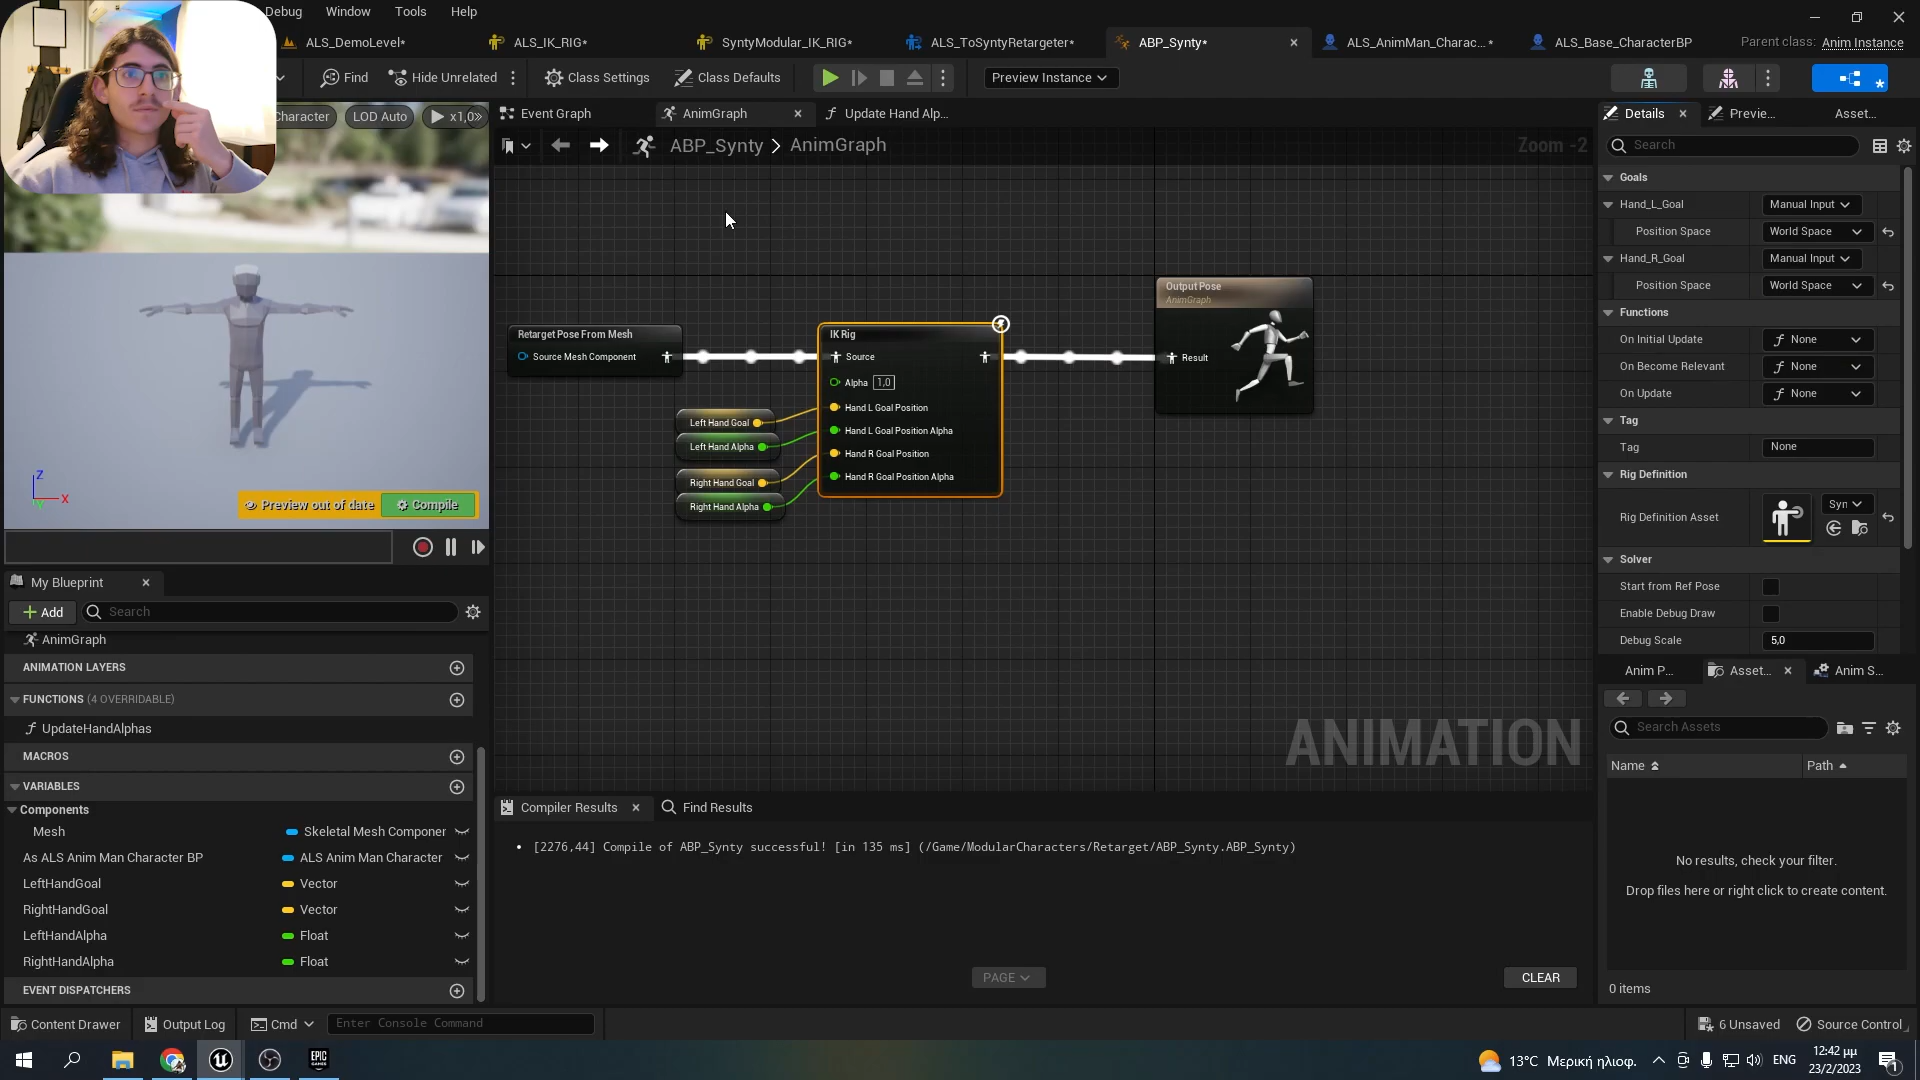 Debug Window Tools Help
ALS_DemoLevel*
ALS_IK_RIG*
SyntyModular_IK_RIG*
ALS_ToSyntyRetargeter*
ABP_Synty*
ALS_AnimMan_Charac...*
ALS_Base_CharacterBP
Parent class: Anim Instance
Find
Hide Unrelated
Class Settings
Class Defaults
Preview Instance
Character
LOD Auto
x1,0
Event Graph
AnimGraph
Update Hand Alp...
ABP_Synty > AnimGraph
Zoom -2
Retarget Pose From Mesh
Source Mesh Component
IK Rig
Source
Alpha 1,0
Hand L Goal Position
Hand L Goal Position Alpha
Hand R Goal Position
Hand R Goal Position Alpha
Left Hand Goal
Left Hand Alpha
Right Hand Goal
Right Hand Alpha
Output Pose
AnimGraph
Result
ANIMATION
Z
X
Preview out of date
Compile
My Blueprint
Add
Search
AnimGraph
ANIMATION LAYERS
FUNCTIONS (4 OVERRIDABLE)
UpdateHandAlphas
MACROS
VARIABLES
Components
Mesh Skeletal Mesh Componer
As ALS Anim Man Character BP ALS Anim Man Character
LeftHandGoal Vector
RightHandGoal Vector
LeftHandAlpha Float
RightHandAlpha Float
EVENT DISPATCHERS
Compiler Results
Find Results
• [2276,44] Compile of ABP_Synty successful! [in 135 ms] (/Game/ModularCharacters/Retarget/ABP_Synty.ABP_Synty)
PAGE
CLEAR
Details
Previe...
Asset...
Search
Goals
Hand_L_Goal Manual Input
Position Space World Space
Hand_R_Goal Manual Input
Position Space World Space
Functions
On Initial Update None
On Become Relevant None
On Update None
Tag
Tag None
Rig Definition
Rig Definition Asset Syn
Solver
Start from Ref Pose
Enable Debug Draw
Debug Scale 5,0
Anim P...
Asset...
Anim S...
Search Assets
Name
Path
No results, check your filter.
Drop files here or right click to create content.
0 items
Content Drawer
Output Log
Cmd
Enter Console Command
6 Unsaved
Source Control
EPIC GAMES
13°C Μερική ηλιοφ.
ENG
12:42 μμ
23/2/2023
1